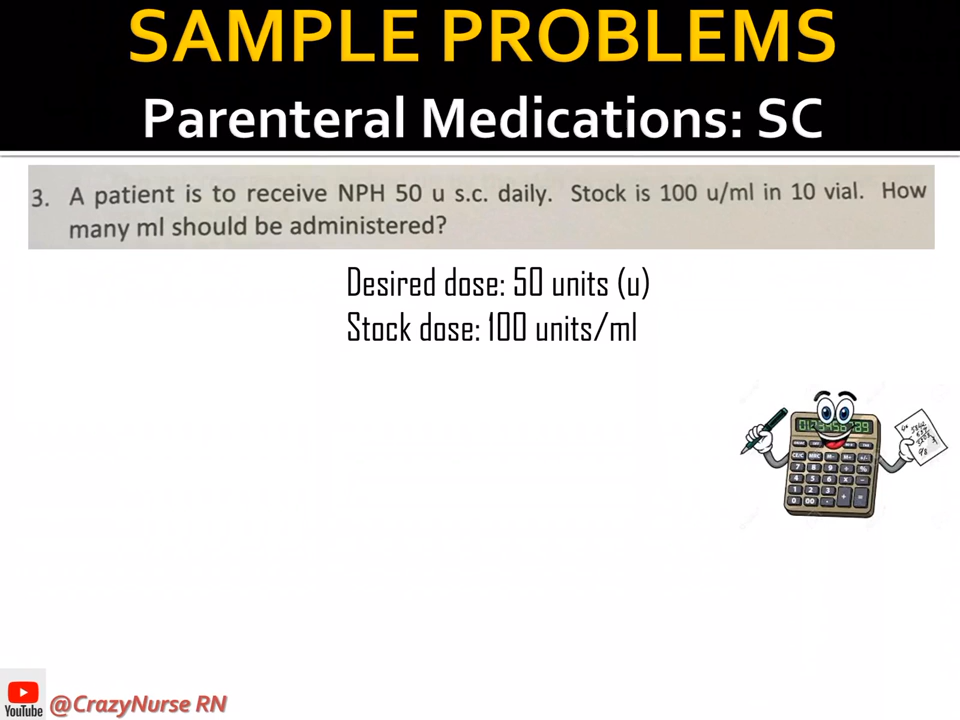 SAMPLE PROBLEMS
Parenteral Medications: SC
3. A patient is to receive NPH 50 u s.c. daily. Stock is 100 u/ml in 10 vial. How
many ml should be administered?
Desired dose: 50 units (u)
Stock dose: 100 units/ml
YouTube
@CrazyNurse RN